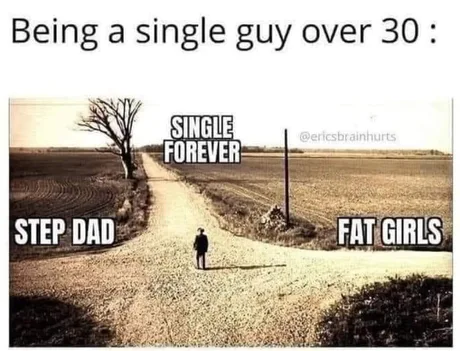 Being a single guy over 30 :
SINGLE
FOREVER
@ericsbrainhurts
STEP DAD
FAT GIRLS